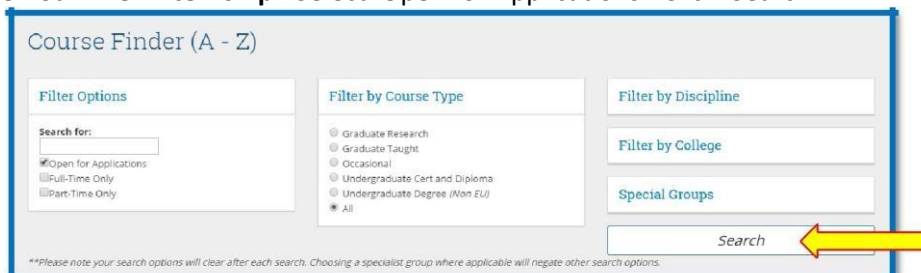 Course Finder (A - Z)
Filter Options
Search for:
Open for Applications
Full-Time Only
Part-Time Only
Filter by Course Type
Graduate Research
Graduate Taught
Occasional
Undergraduate Cert and Diploma
Undergraduate Degree (Non EU)
All
Filter by Discipline
Filter by College
Special Groups
Search
**Please note your search options will clear after each search. Choosing a specialist group where applicable will negate other search options.